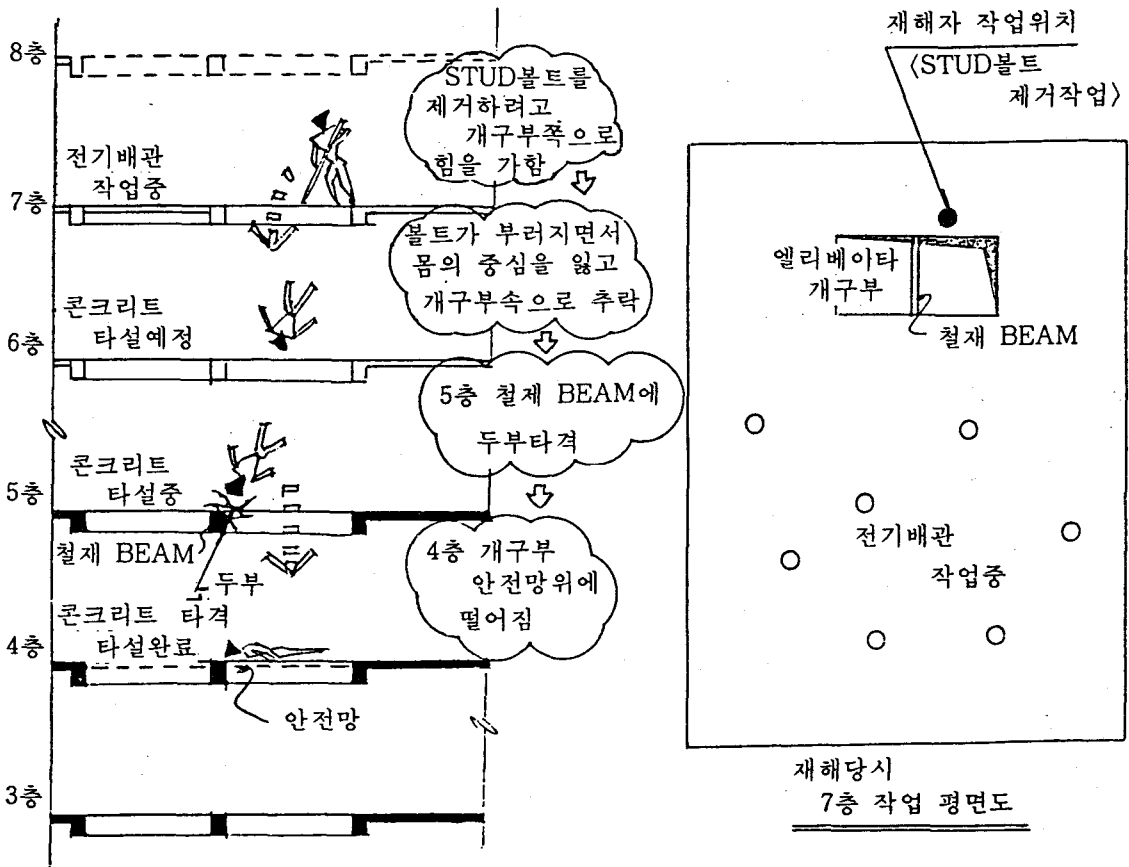 8층
전기배관
작업중
7층
콘크리트
타설예정
6층
콘크리트
타설중
5층
철재 BEAM
두부
타격
콘크리트
타설완료
4층
안전망
3층
STUD볼트를
제거하려고
개구부쪽으로
힘을 가함
볼트가 부러지면서
몸의 중심을 잃고
개구부속으로 추락
5층 철제 BEAM에
두부타격
4층 개구부
안전망위에
떨어짐
재해자 작업위치
〈STUD볼트
제거작업〉
엘리베이타
개구부
철재 BEAM
전기배관
작업중
재해당시
7층 작업 평면도